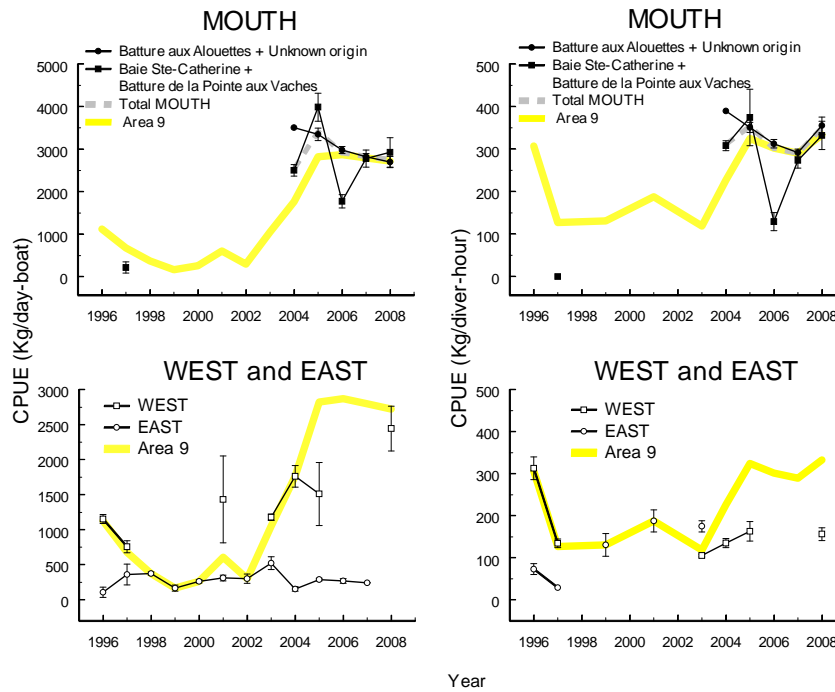 MOUTH
Batture aux Alouettes + Unknown origin
Baie Ste-Catherine +
Batture de la Pointe aux Vaches
Total MOUTH
Area 9
5000
4000
3000
2000
1000
0
1996 1998 2000 2002 2004 2006 2008
CPUE (Kg/day-boat)
MOUTH
Batture aux Alouettes + Unknown origin
Baie Ste-Catherine +
Batture de la Pointe aux Vaches
Total MOUTH
Area 9
500
400
300
200
100
0
1996 1998 2000 2002 2004 2006 2008
CPUE (Kg/diver-hour)
WEST and EAST
WEST
EAST
Area 9
3000
2500
2000
1500
1000
500
0
1996 1998 2000 2002 2004 2006 2008
WEST and EAST
WEST
EAST
Area 9
500
400
300
200
100
0
1996 1998 2000 2002 2004 2006 2008
Year